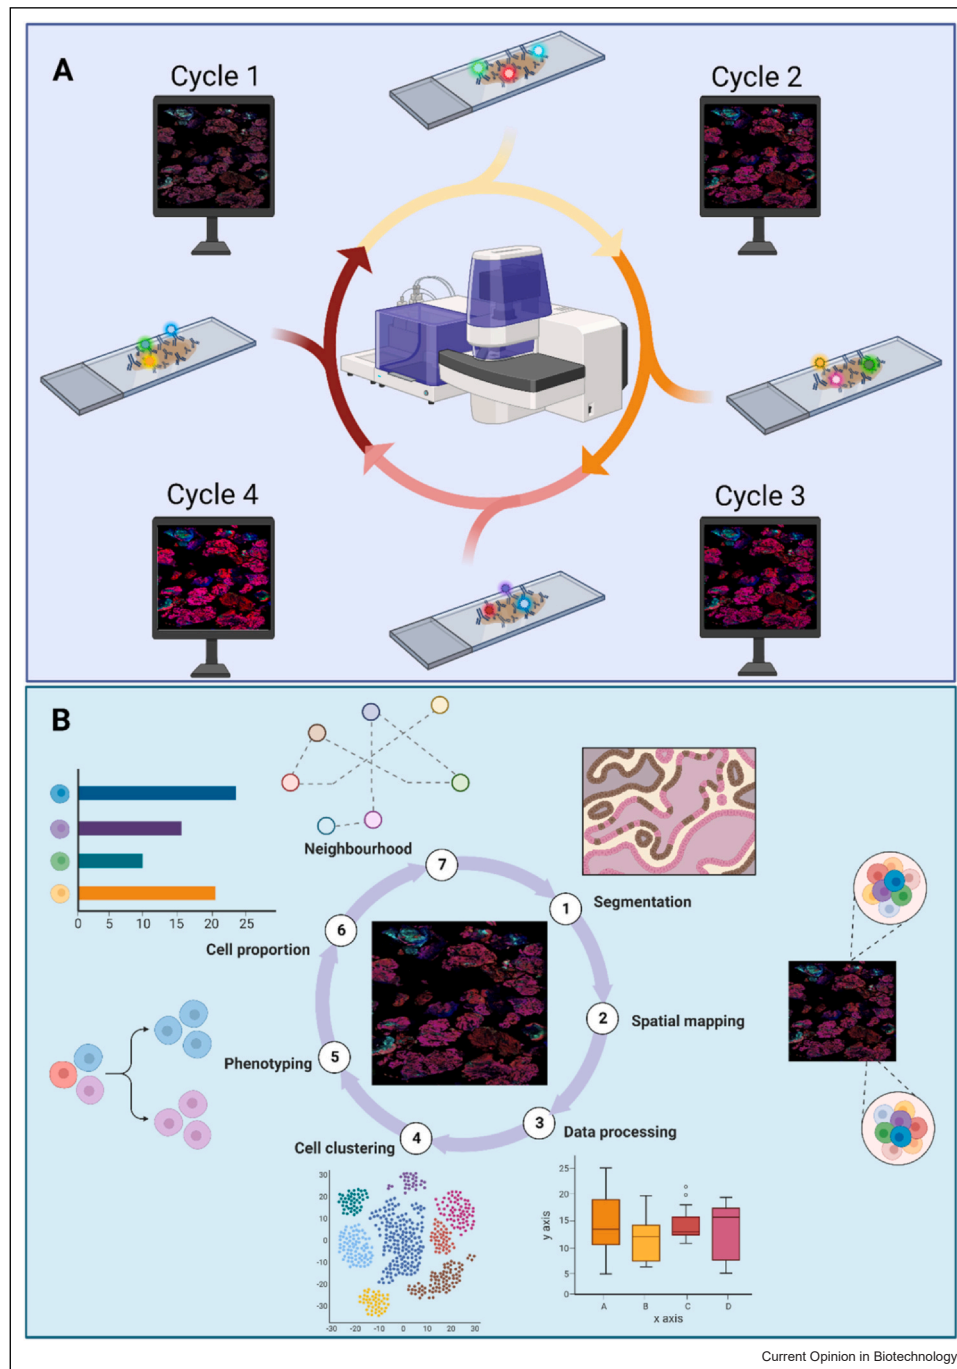 A
Cycle 1
Cycle 2
Cycle 4
Cycle 3
B
0 5 10 15 20 25
Neighbourhood
7
1
Segmentation
6
Cell proportion
2
Spatial mapping
5
Phenotyping
3
Data processing
4
Cell clustering
30
20
10
0
-10
-20
-30
-30 -20 -10 0 10 20 30
y axis
25
20
15
10
5
0
A B C D
x axis
Current Opinion in Biotechnology